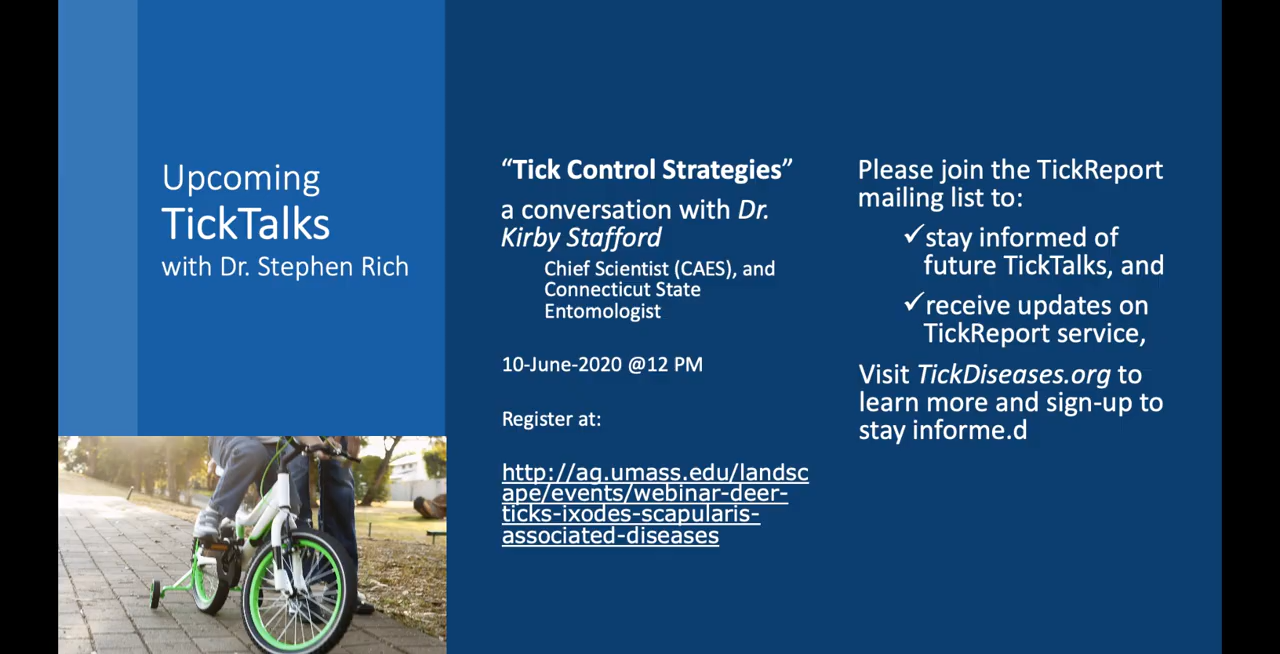 Upcoming
TickTalks
with Dr. Stephen Rich
“Tick Control Strategies”
a conversation with Dr.
Kirby Stafford
Chief Scientist (CAES), and
Connecticut State
Entomologist
10-June-2020 @12 PM
Register at:
http://ag.umass.edu/landsc
ape/events/webinar-deer-
ticks-ixodes-scapularis-
associated-diseases
Please join the TickReport
mailing list to:
✓stay informed of
future TickTalks, and
✓receive updates on
TickReport service,
Visit TickDiseases.org to
learn more and sign-up to
stay informe.d